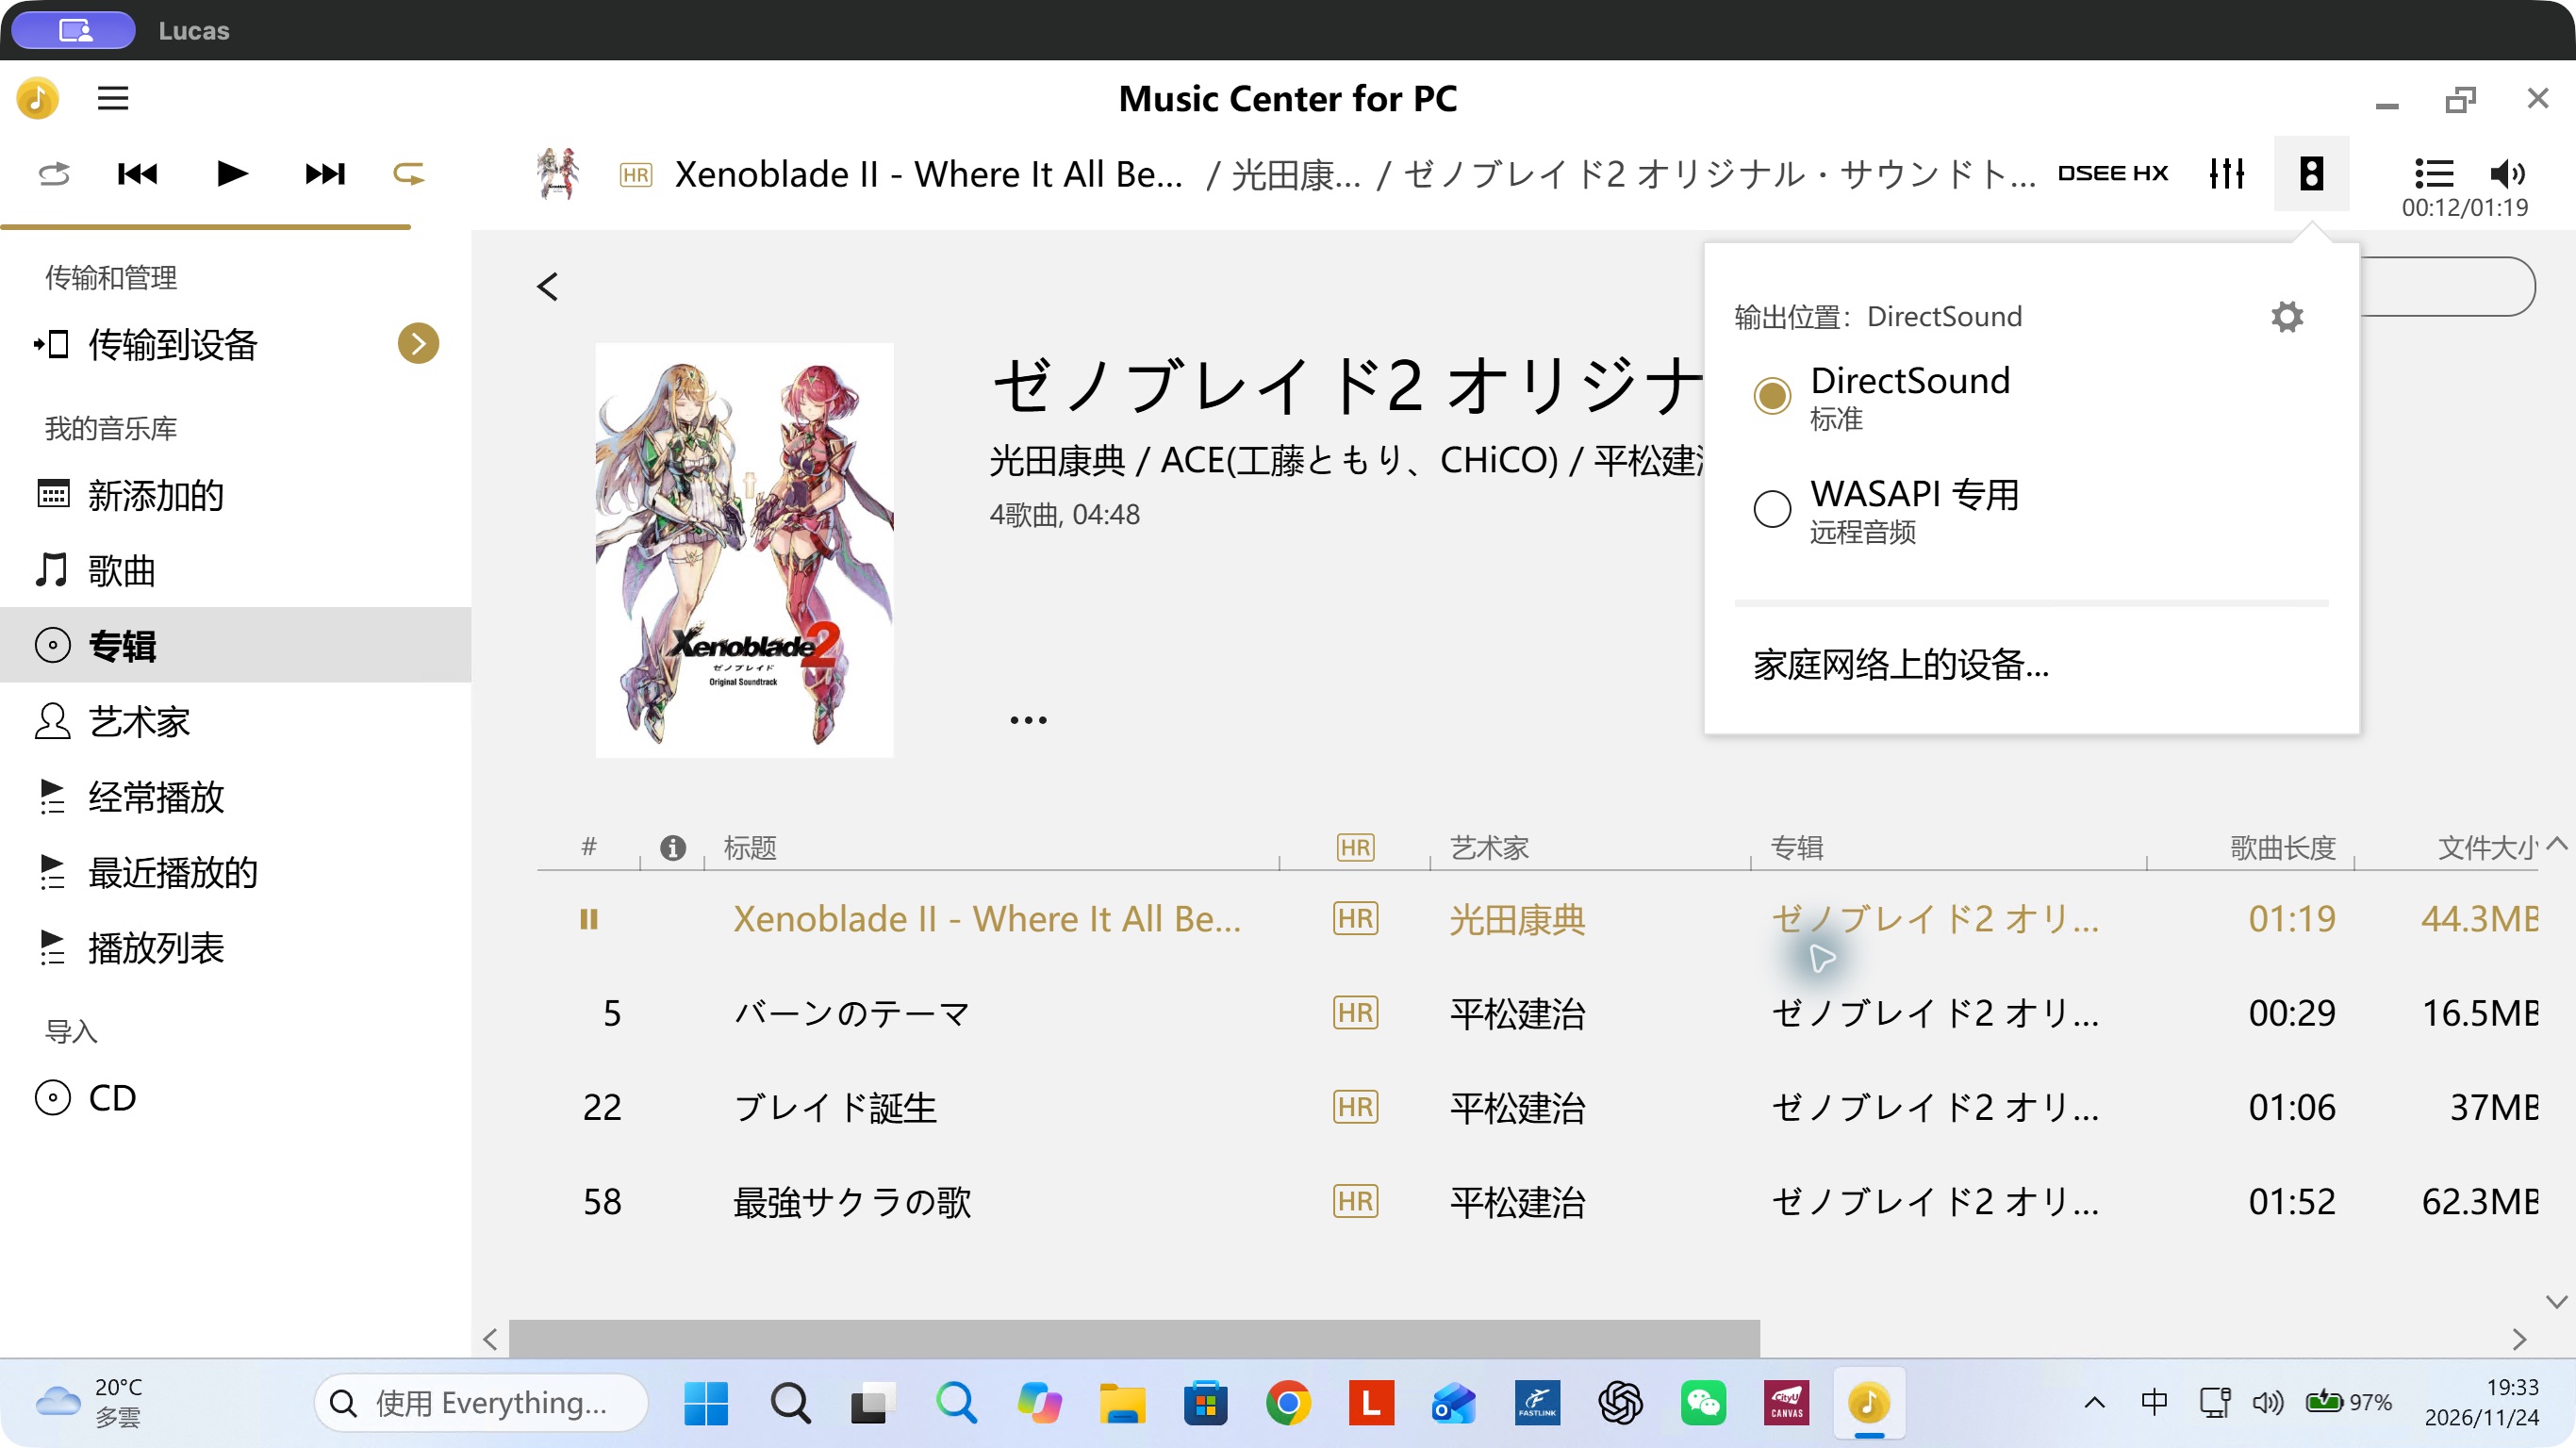 Lucas
Music Center for PC
HR Xenoblade II - Where It All Be... / 光田康... / ゼノブレイド2 オリジナル・サウンドト... DSEE HX
00:12/01:19
传输和管理
传输到设备
我的音乐库
新添加的
歌曲
专辑
艺术家
经常播放
最近播放的
播放列表
导入
CD
ゼノブレイド2 オリジナ
光田康典 / ACE(工藤ともり、CHiCO) / 平松建
4歌曲, 04:48
...
Xenoblade2
ゼノブレイド
Original Soundtrack
输出位置： DirectSound
DirectSound
标准
WASAPI 专用
远程音频
家庭网络上的设备...
# 标题 HR 艺术家 专辑 歌曲长度 文件大小
Xenoblade II - Where It All Be... HR 光田康典 ゼノブレイド2 オリ... 01:19 44.3MB
5 バーンのテーマ HR 平松建治 ゼノブレイド2 オリ... 00:29 16.5MB
22 ブレイド誕生 HR 平松建治 ゼノブレイド2 オリ... 01:06 37MB
58 最強サクラの歌 HR 平松建治 ゼノブレイド2 オリ... 01:52 62.3MB
20°C
多雲
使用 Everything...
L
FASTLINK
CityU
CANVAS
中
97%
19:33
2026/11/24